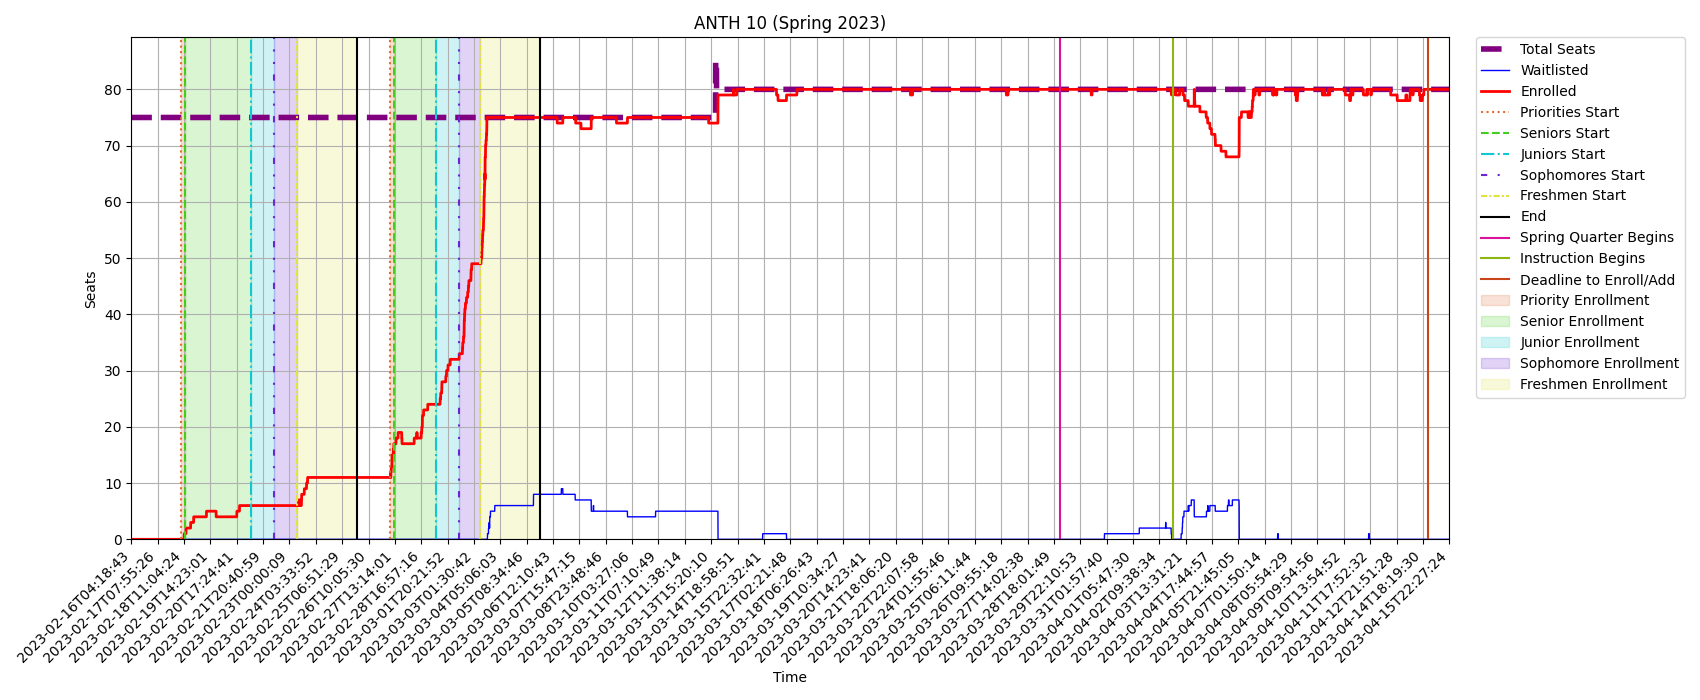 ANTH 10 (Spring 2023)
Seats
80
70
60
50
40
30
20
10
0
2023-02-16T04:18:43
2023-02-17T07:55:26
2023-02-18T11:04:24
2023-02-19T14:23:01
2023-02-20T17:24:41
2023-02-21T20:40:59
2023-02-23T00:00:09
2023-02-24T03:33:52
2023-02-25T06:51:29
2023-02-26T10:05:30
2023-02-27T13:14:01
2023-02-28T16:57:16
2023-03-01T20:21:52
2023-03-03T01:30:42
2023-03-04T05:06:03
2023-03-05T08:34:46
2023-03-06T12:10:43
2023-03-07T15:47:15
2023-03-08T23:48:46
2023-03-10T03:27:06
2023-03-11T07:10:49
2023-03-12T11:38:14
2023-03-13T15:20:10
2023-03-14T18:58:51
2023-03-15T22:32:41
2023-03-17T02:21:48
2023-03-18T06:26:43
2023-03-19T10:34:27
2023-03-20T14:23:41
2023-03-21T18:06:20
2023-03-22T22:07:58
2023-03-24T01:55:46
2023-03-25T06:11:44
2023-03-26T09:55:18
2023-03-27T14:02:38
2023-03-28T18:01:49
2023-03-29T22:10:53
2023-03-31T01:57:40
2023-04-01T05:47:30
2023-04-02T09:38:34
2023-04-03T13:31:21
2023-04-04T17:44:57
2023-04-05T21:45:05
2023-04-07T01:50:14
2023-04-08T05:54:29
2023-04-09T09:54:56
2023-04-10T13:54:52
2023-04-11T17:52:32
2023-04-12T21:51:28
2023-04-14T18:19:30
2023-04-15T22:27:24
Time
Total Seats
Waitlisted
Enrolled
Priorities Start
Seniors Start
Juniors Start
Sophomores Start
Freshmen Start
End
Spring Quarter Begins
Instruction Begins
Deadline to Enroll/Add
Priority Enrollment
Senior Enrollment
Junior Enrollment
Sophomore Enrollment
Freshmen Enrollment